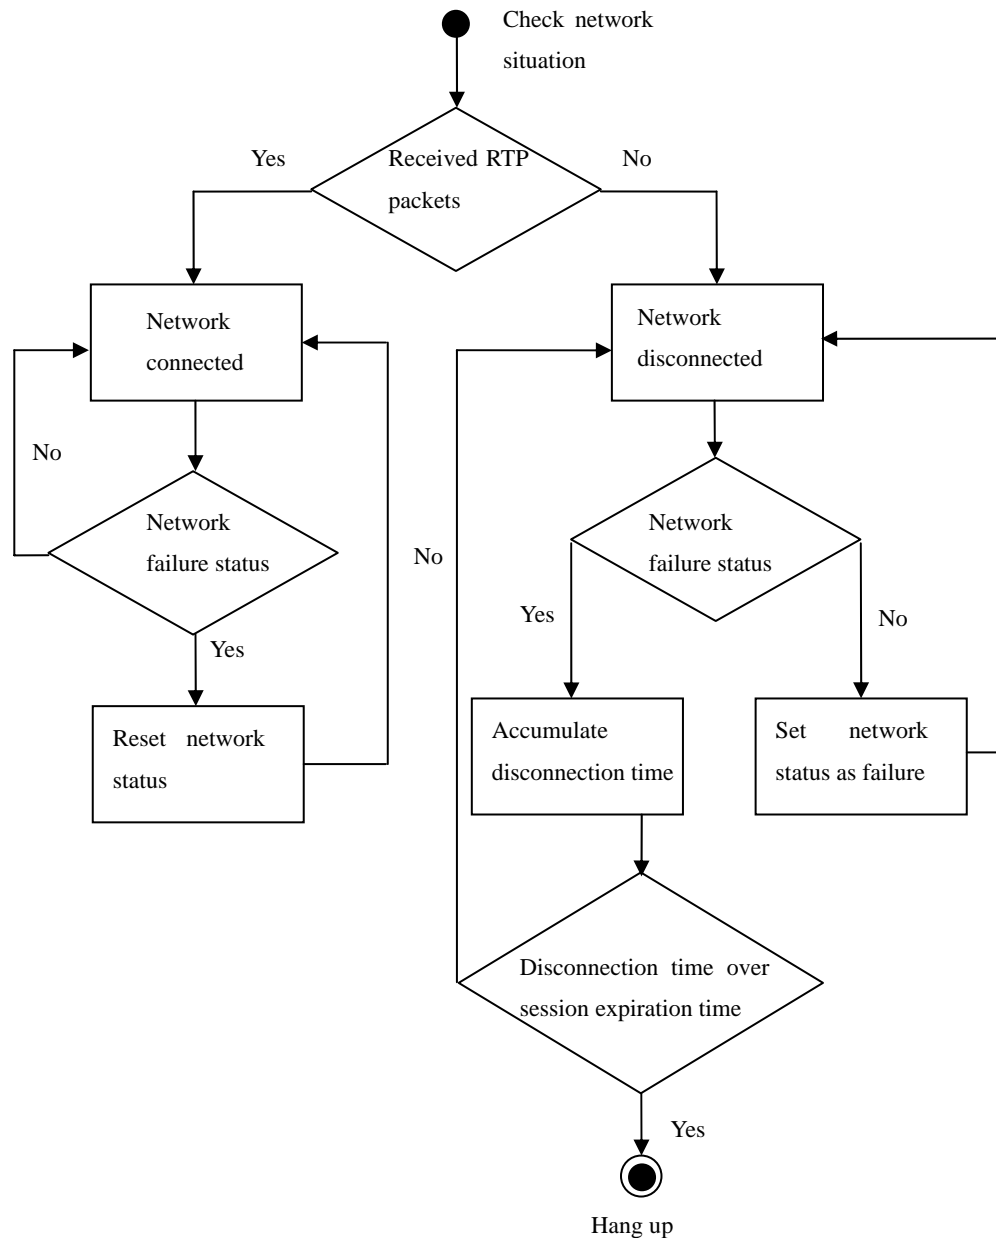 Check network
situation
Yes
Received RTP
packets
No
Network
connected
Network
disconnected
No
Network
failure status
No
Network
failure status
Yes
No
Yes
Reset network
status
Accumulate
disconnection time
Set network
status as failure
Disconnection time over
session expiration time
Yes
Hang up